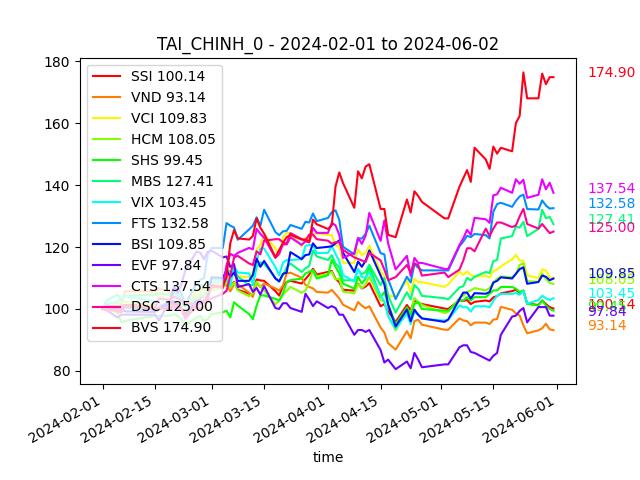 TAI_CHINH_0 - 2024-02-01 to 2024-06-02
180
160
140
120
100
80
SSI 100.14
VND 93.14
VCI 109.83
HCM 108.05
SHS 99.45
MBS 127.41
VIX 103.45
FTS 132.58
BSI 109.85
EVF 97.84
CTS 137.54
DSC 125.00
BVS 174.90
174.90
137.54
132.58
127.41
125.00
109.85
108.05
103.45
100.14
97.84
93.14
2024-02-01
2024-02-15
2024-03-01
2024-03-15
2024-04-01
2024-04-15
2024-05-01
2024-05-15
2024-06-01
time